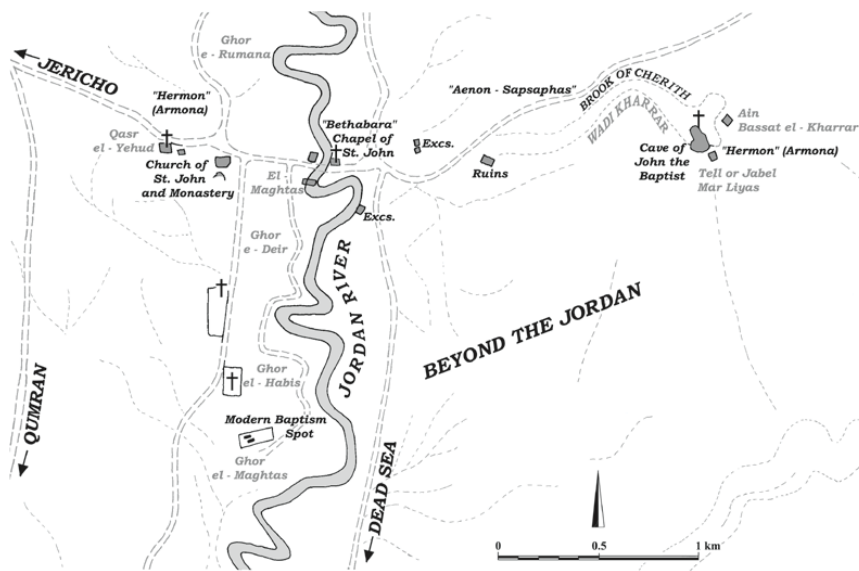 Ghor
e - Rumana
JERICHO
"Hermon"
(Armona)
Qasr
el-Yehud
Church of
St. John
and Monastery
"Bethabara"
Chapel of
St. John
El-
Maghtas
Excs.
Excs.
"Aenon - Sapsaphas"
BROOK OF CHERITH
WADI KHARRAR
Ruins
Ain
Bassat el-Kharrar
Cave of
John the
Baptist
"Hermon" (Armona)
Tell or Jabel
Mar Liyas
Ghor
e - Deir
JORDAN RIVER
BEYOND THE JORDAN
Ghor
el-Habis
Modern Baptism
Spot
Ghor
el-Maghtas
QUMRAN
DEAD SEA
0 0.5 1 km